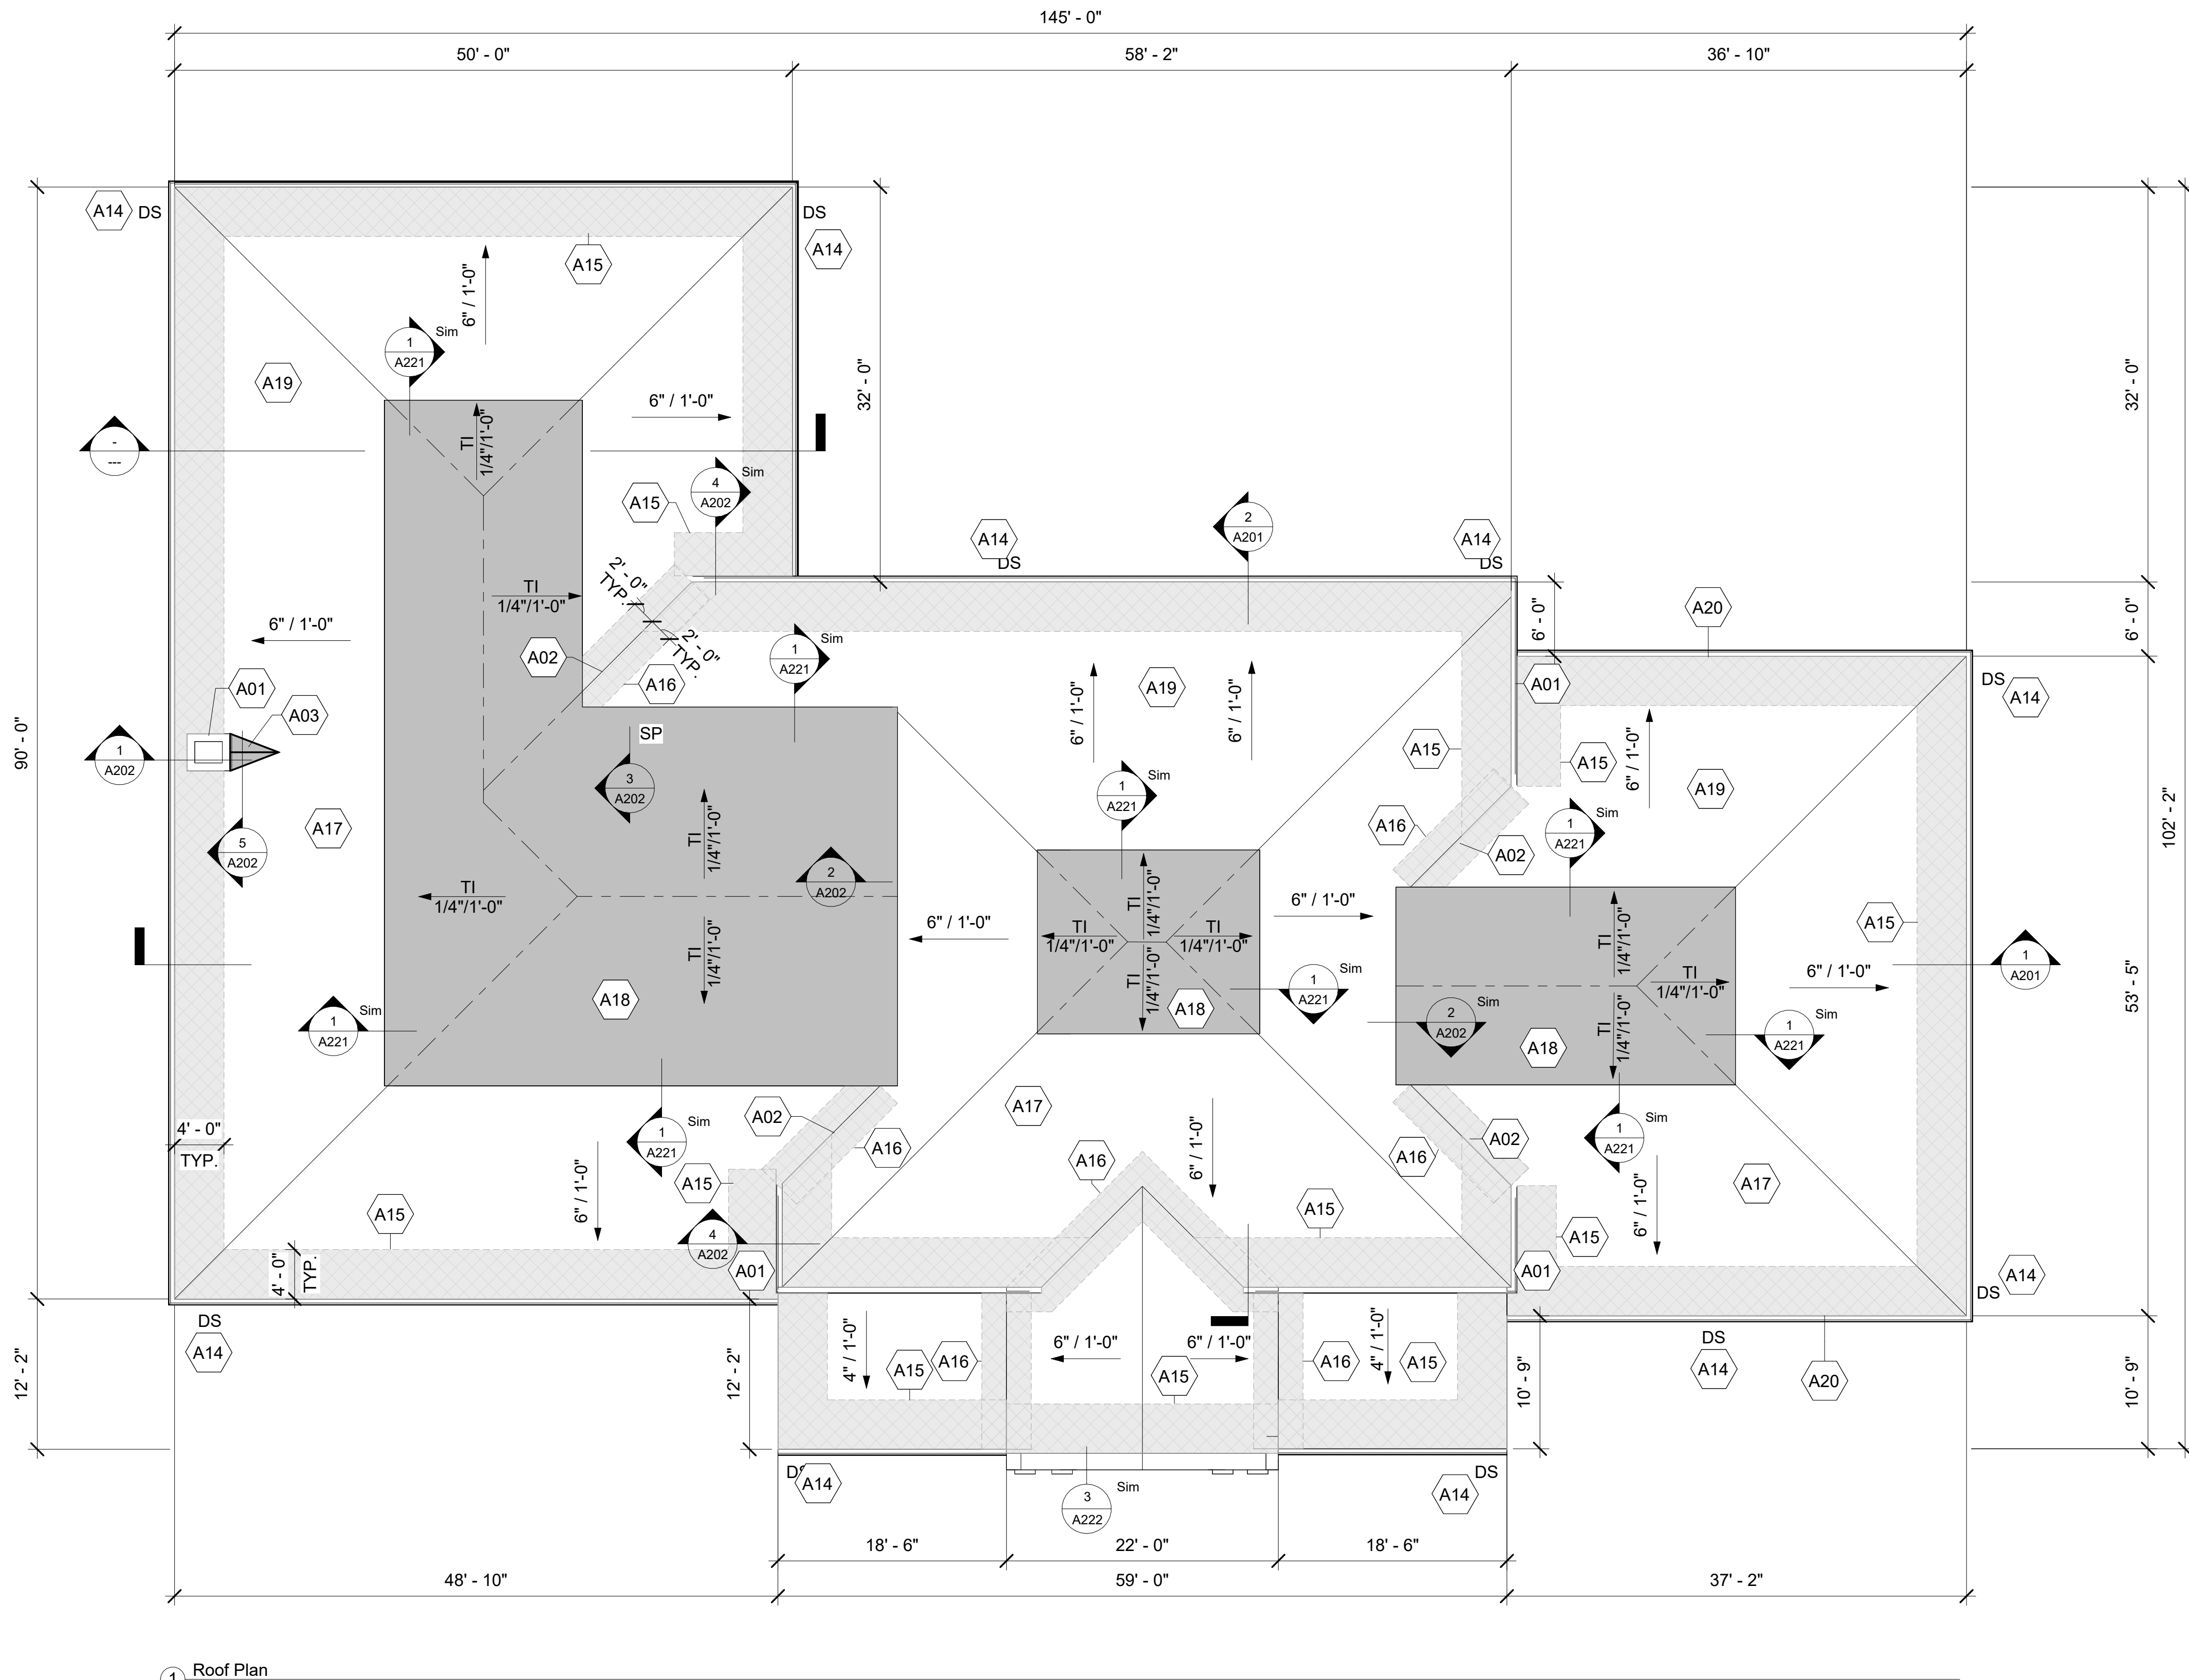 145' - 0"
50' - 0"
58' - 2"
36' - 10"
A14
DS
DS
A14
A15
6" / 1'-0"
1
A221
Sim
A19
6" / 1'-0"
32' - 0"
32' - 0"
TI
1/4"/1'-0"
-
---
4
A202
Sim
A15
2
A201
A14
DS
A14
DS
2' - 0"
TYP.
TI
1/4"/1'-0"
A20
6' - 0"
6' - 0"
6" / 1'-0"
2' - 0"
TYP.
A02
1
A221
Sim
A16
A19
6" / 1'-0"
6" / 1'-0"
A01
DS
A14
A01
A03
90' - 0"
SP
A15
A15
6" / 1'-0"
1
A202
3
A202
1
A221
Sim
A19
A17
TI
1/4"/1'-0"
A16
1
A221
Sim
102' - 2"
5
A202
A02
2
A202
TI
1/4"/1'-0"
6" / 1'-0"
6" / 1'-0"
TI
1/4"/1'-0"
TI
1/4"/1'-0"
TI
1/4"/1'-0"
TI
1/4"/1'-0"
A15
TI
1/4"/1'-0"
TI
1/4"/1'-0"
TI
1/4"/1'-0"
6" / 1'-0"
1
A201
53' - 5"
A18
A18
1
A221
Sim
2
A202
Sim
TI
1/4"/1'-0"
1
A221
Sim
1
A221
Sim
A18
A17
4' - 0"
TYP.
1
A221
Sim
A02
A16
A16
6" / 1'-0"
A16
A02
1
A221
Sim
A15
A17
A15
6" / 1'-0"
A15
6" / 1'-0"
4
A202
A15
4' - 0"
TYP.
A01
A01
A14
DS
DS
A14
12' - 2"
12' - 2"
4" / 1'-0"
A15
A16
6" / 1'-0"
6" / 1'-0"
A15
A16
4" / 1'-0"
A15
10' - 9"
DS
A14
A20
10' - 9"
DS
A14
3
A222
Sim
DS
A14
18' - 6"
22' - 0"
18' - 6"
48' - 10"
59' - 0"
37' - 2"
1
Roof Plan